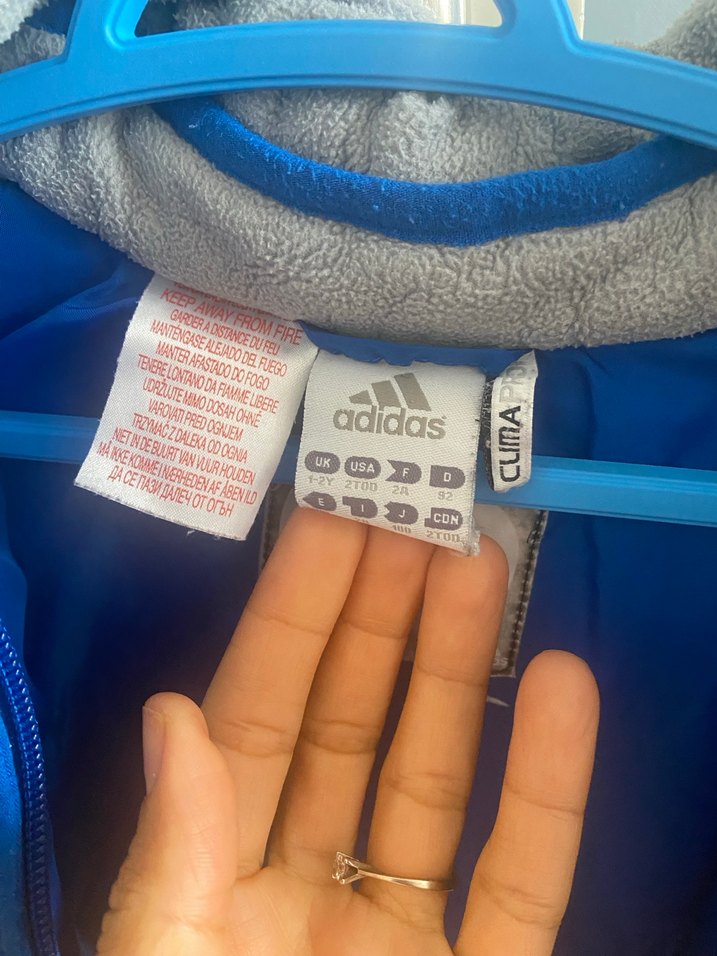 KEEP AWAY FROM FIRE
GARDER A DISTANCE DU FEU
MANTÉNGASE ALEJADO DEL FUEGO
MANTER AFASTADO DO FOGO
TENERE LONTANO DA FIAMME LIBERE
UDRŽUJTE MIMO DOSAH OHNĚ
VAROVATI PRED OGNJEM
TRZYMAĆ Z DALEKA OD OGNIA
NIET IN DE BUURT VAN VUUR HOUDEN
MÅ IKKE KOMME I NÆRHEDEN AF ÅBEN ILD
ДА СЕ ПАЗИ ДАЛЕЧ ОТ ОГЪН
adidas
UK USA F D
1-2Y 2TOD 2A 92
E I J CDN
100 2TOD
CLIMA PRO